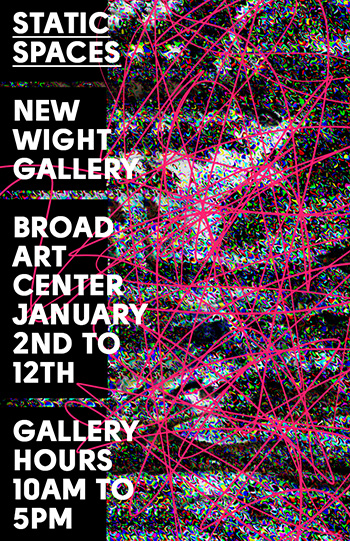 STATIC
SPACES
NEW
WIGHT
GALLERY
BROAD
ART
CENTER
JANUARY
2ND TO
12TH
GALLERY
HOURS
10AM TO
5PM